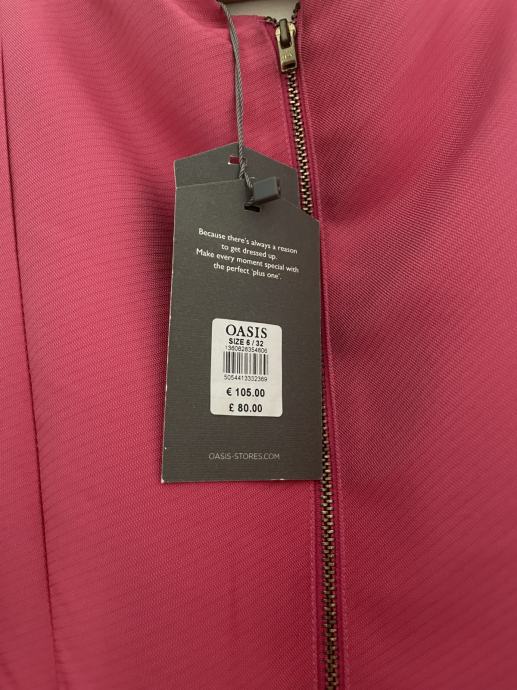 Because there's always a reason
to get dressed up.
Make every moment special with
the perfect 'plus one'.
OASIS
SIZE 6 / 32
1360828354606
5054413332369
€ 105.00
£ 80.00
OASIS-STORES.COM